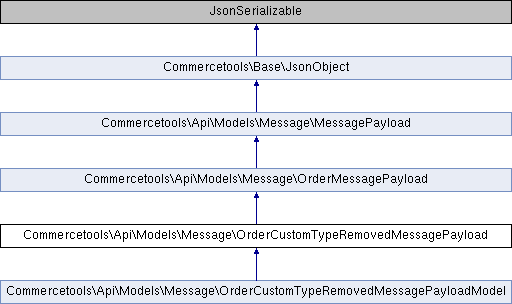 JsonSerializable
Commercetools\Base\JsonObject
Commercetools\Api\Models\Message\MessagePayload
Commercetools\Api\Models\Message\OrderMessagePayload
Commercetools\Api\Models\Message\OrderCustomTypeRemovedMessagePayload
Commercetools\Api\Models\Message\OrderCustomTypeRemovedMessagePayloadModel